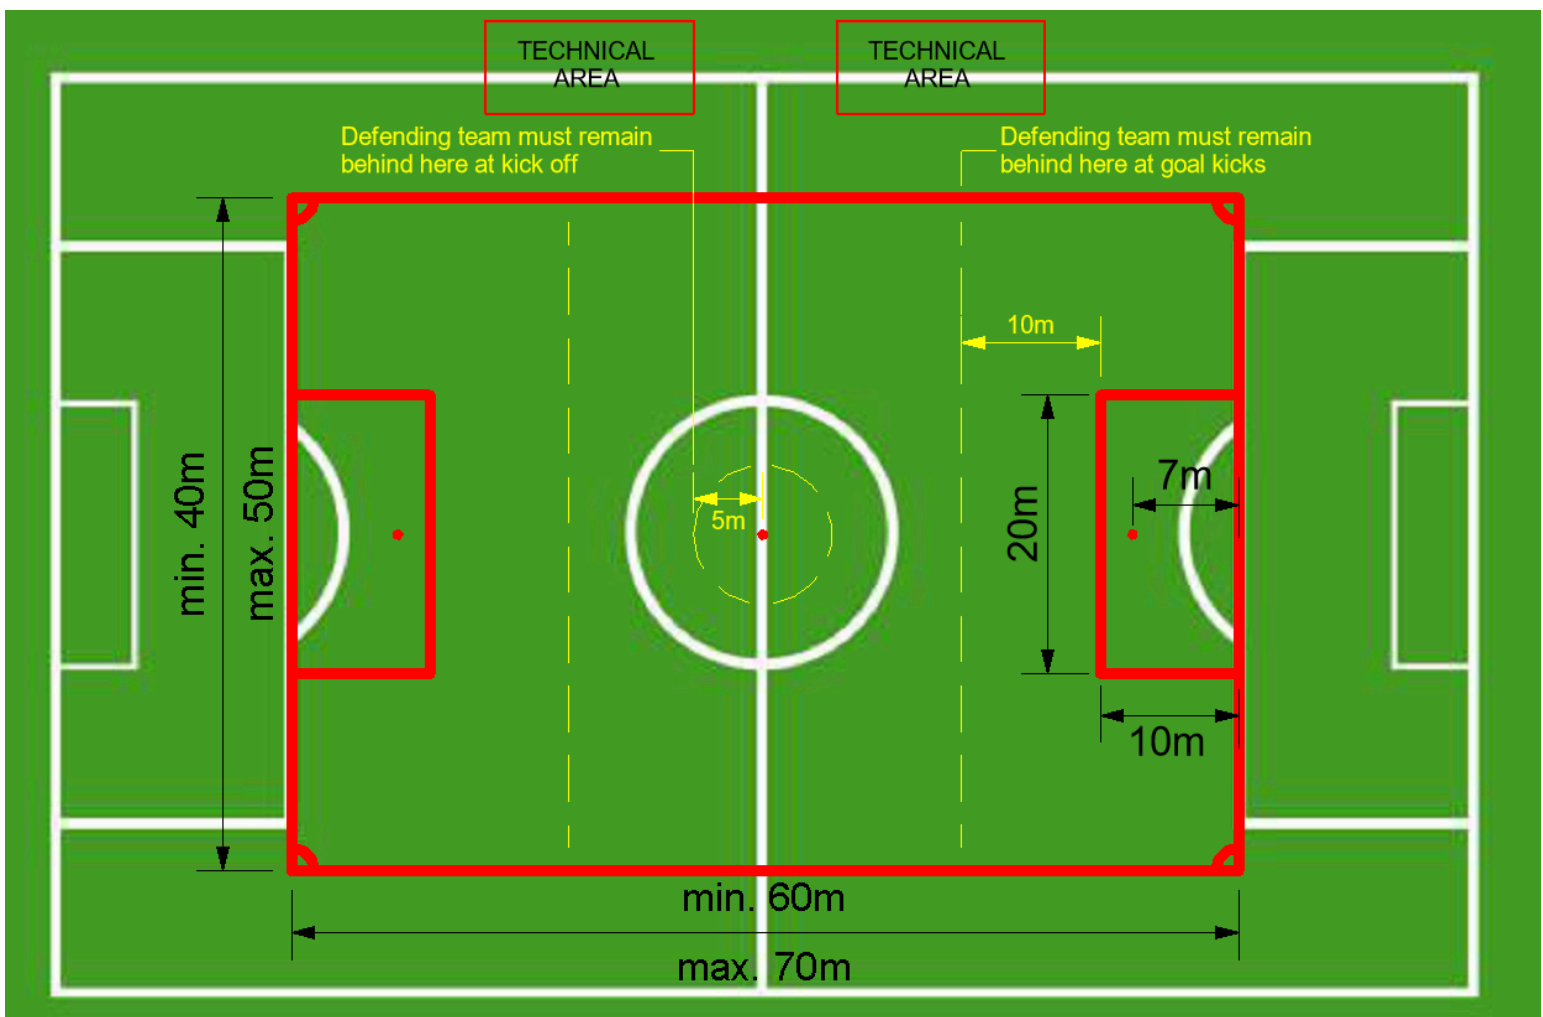 TECHNICAL
AREA
TECHNICAL
AREA
Defending team must remain
behind here at kick off
Defending team must remain
behind here at goal kicks
10m
7m
min. 40m
max. 50m
5m
20m
10m
min. 60m
max. 70m